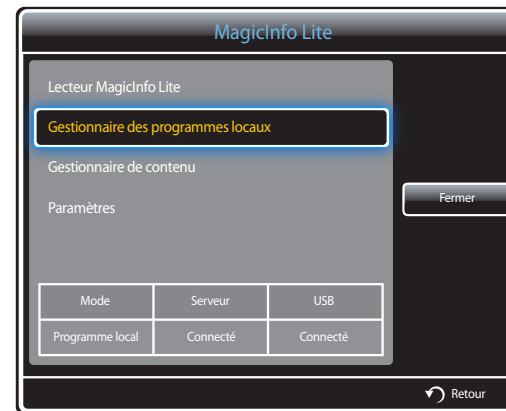 MagicInfo Lite
Lecteur MagicInfo Lite
Gestionnaire des programmes locaux
Gestionnaire de contenu
Paramètres
Fermer
Mode Serveur USB
Programme local Connecté Connecté
Retour